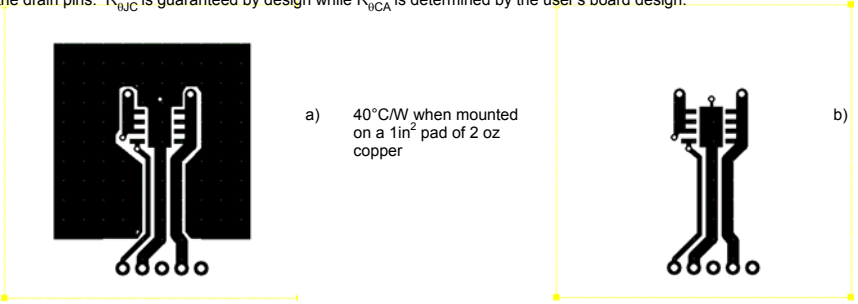 the drain pins. RθJC is guaranteed by design while RθCA is determined by the user's board design.
a) 40°C/W when mounted
on a 1in² pad of 2 oz
copper
b)